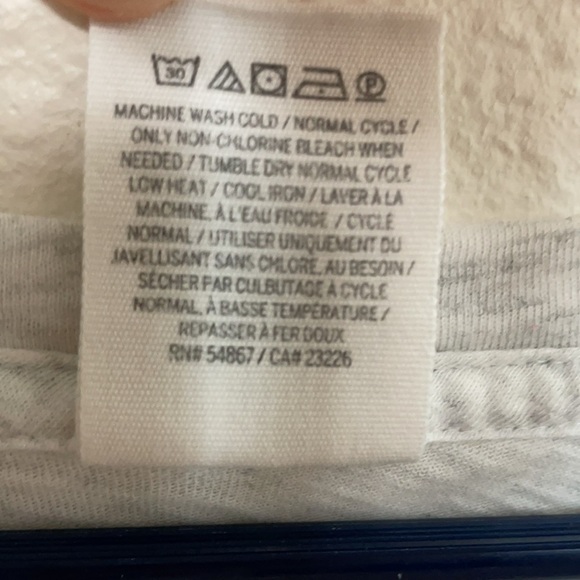 30 P
MACHINE WASH COLD / NORMAL CYCLE /
ONLY NON-CHLORINE BLEACH WHEN
NEEDED / TUMBLE DRY NORMAL CYCLE
LOW HEAT / COOL IRON / LAVER À LA
MACHINE, À L'EAU FROIDE / CYCLE
NORMAL / UTILISER UNIQUEMENT DU
JAVELLISANT SANS CHLORE, AU BESOIN /
SÉCHER PAR CULBUTAGE À CYCLE
NORMAL, À BASSE TEMPÉRATURE /
REPASSER À FER DOUX
RN# 54867 / CA# 23226